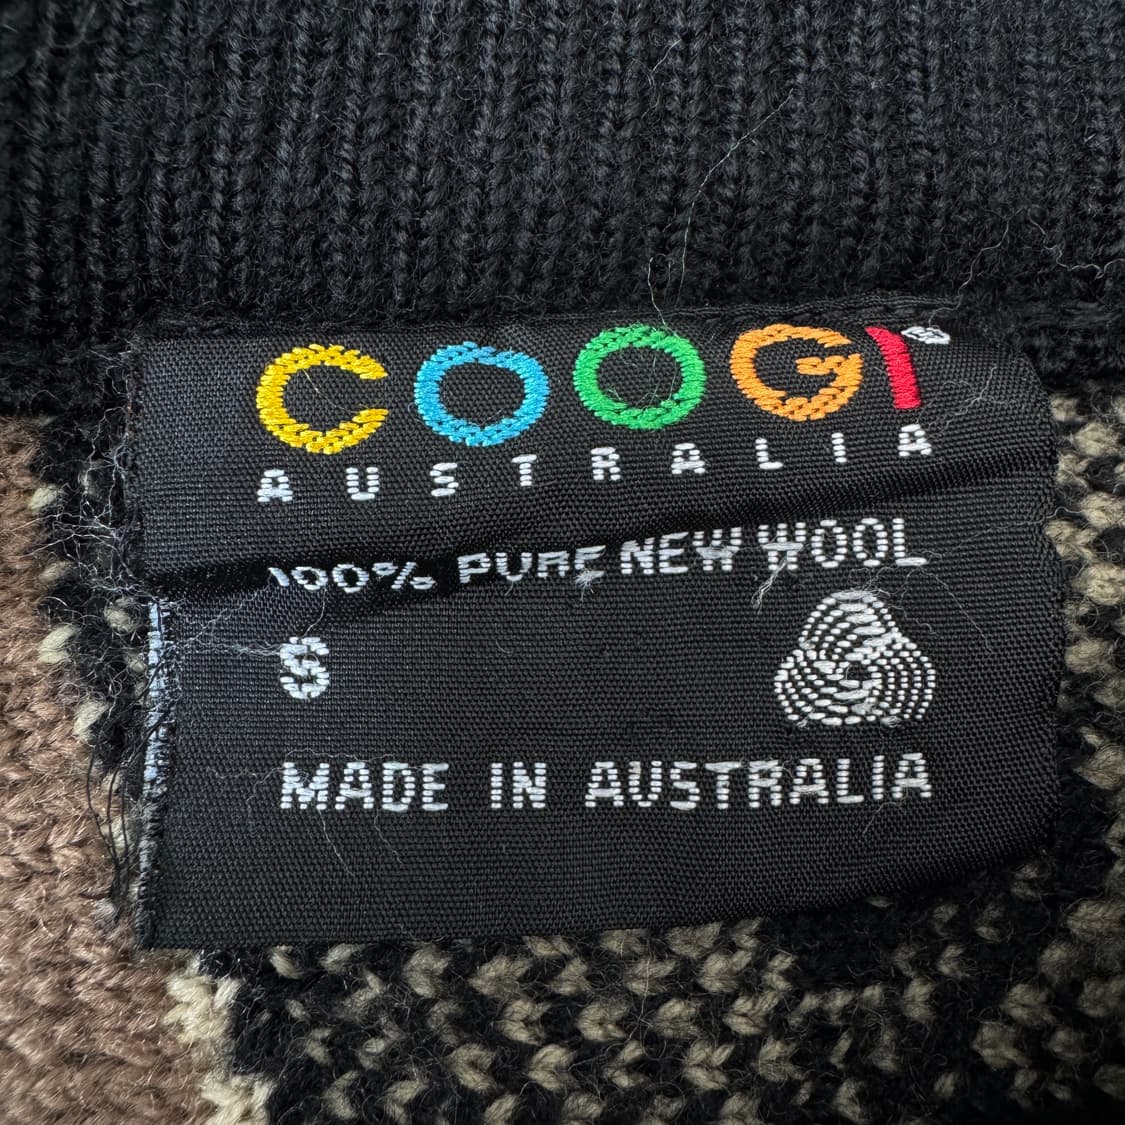 COOGI®
AUSTRALIA
100% PURE NEW WOOL
S
MADE IN AUSTRALIA